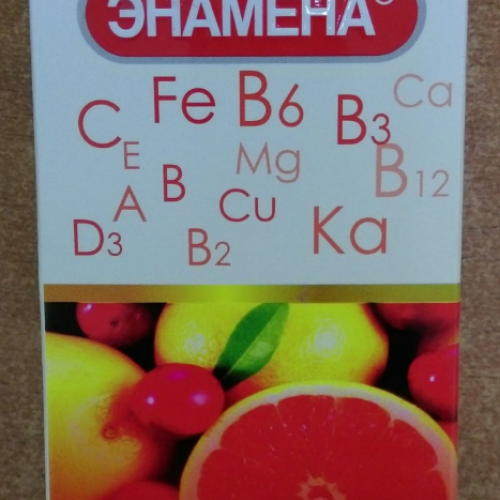 ЭНАМЕНА®
Fe B6 B3 Ca
C E Mg B12
A B Cu
D3 B2 Ka